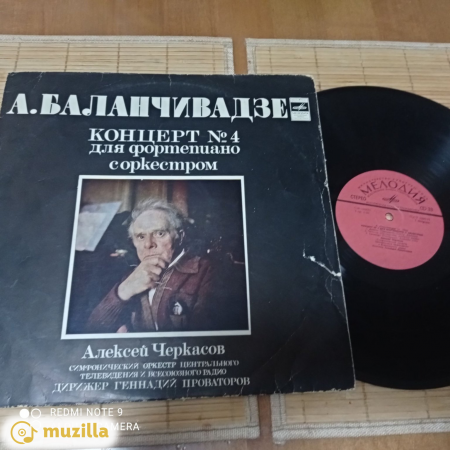 А.БАЛАНЧИВАДЗЕ
КОНЦЕРТ №4
для фортепиано
с оркестром
Алексей Черкасов
СИМФОНИЧЕСКИЙ ОРКЕСТР ЦЕНТРАЛЬНОГО
ТЕЛЕВИДЕНИЯ И ВСЕСОЮЗНОГО РАДИО
ДИРИЖЕР ГЕННАДИЙ ПРОВАТОРОВ
МЕЛОДИЯ
REDMI NOTE 9
muzilla